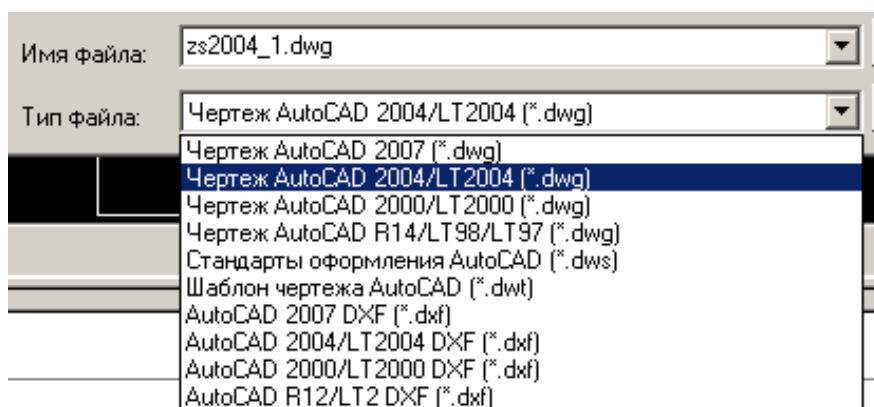 Имя файла: zs2004_1.dwg
Тип файла: Чертеж AutoCAD 2004/LT2004 (*.dwg)
Чертеж AutoCAD 2007 (*.dwg)
Чертеж AutoCAD 2004/LT2004 (*.dwg)
Чертеж AutoCAD 2000/LT2000 (*.dwg)
Чертеж AutoCAD R14/LT98/LT97 (*.dwg)
Стандарты оформления AutoCAD (*.dws)
Шаблон чертежа AutoCAD (*.dwt)
AutoCAD 2007 DXF (*.dxf)
AutoCAD 2004/LT2004 DXF (*.dxf)
AutoCAD 2000/LT2000 DXF (*.dxf)
AutoCAD R12/LT2 DXF (*.dxf)